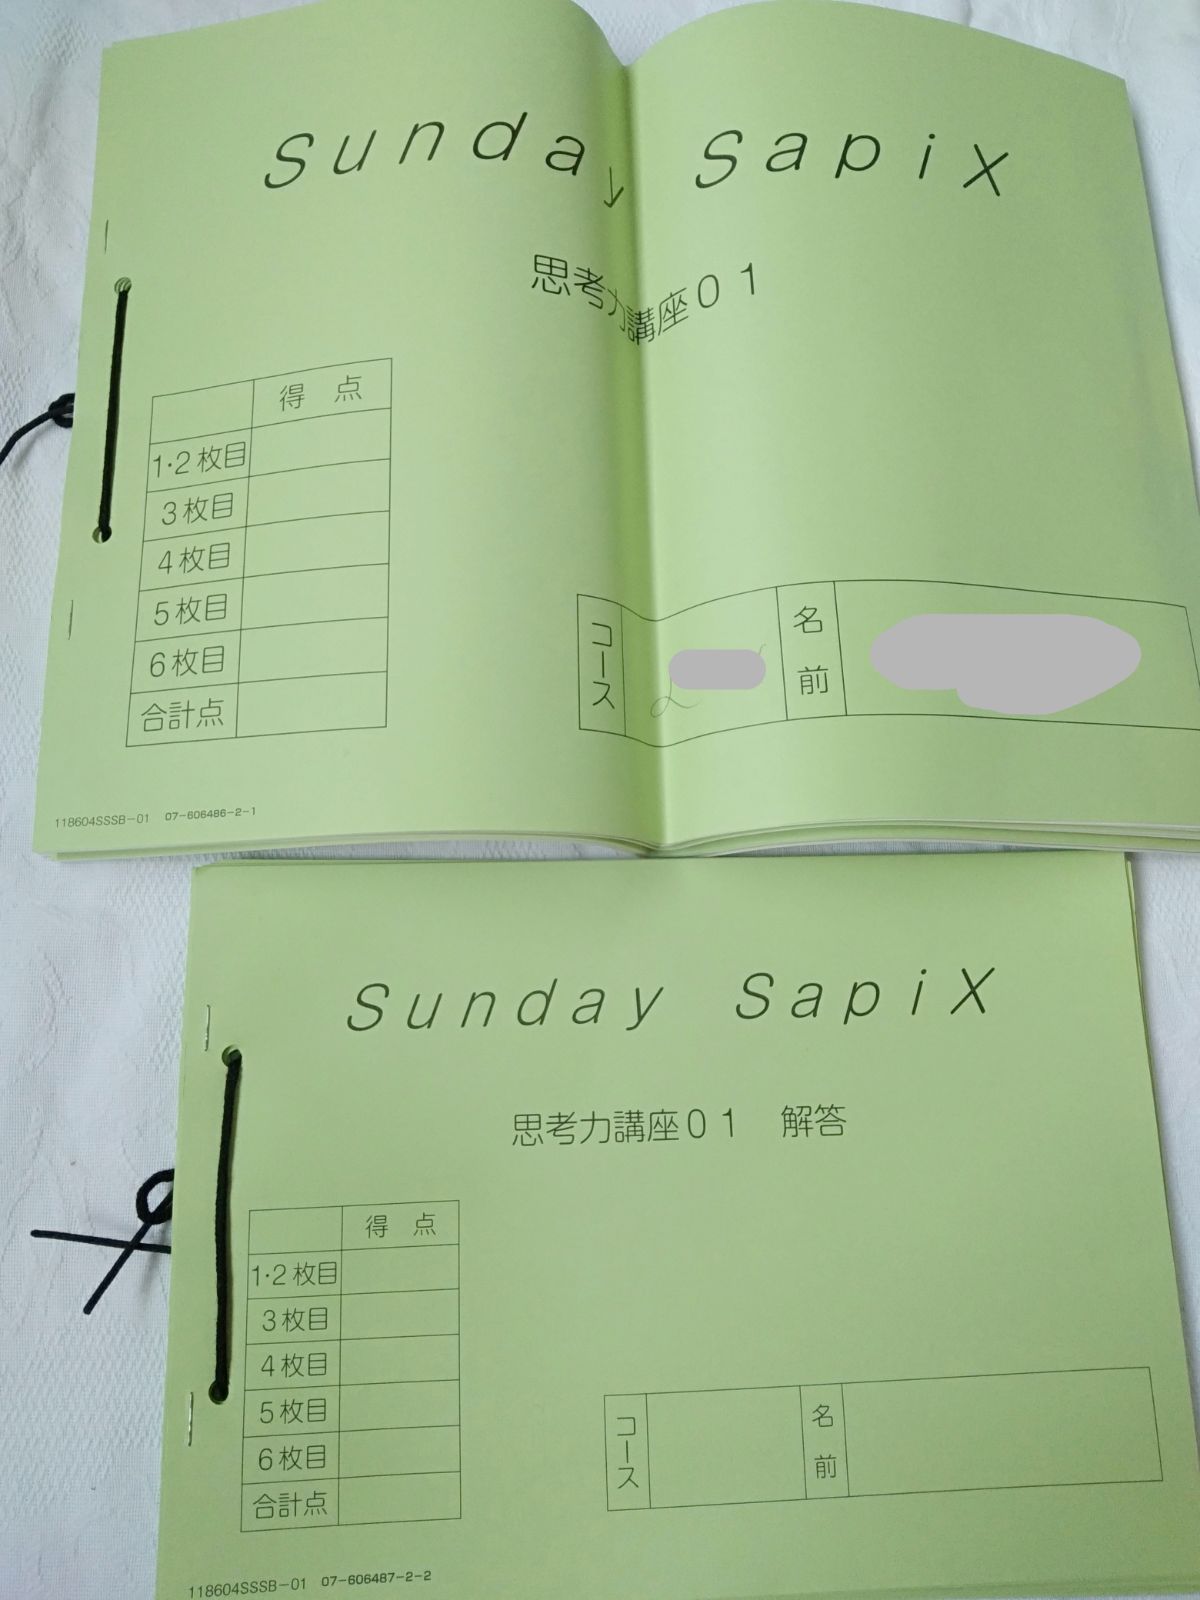 Sunday SapiX
思考力講座01
得 点
1・2枚目
3枚目
4枚目
5枚目
6枚目
合計点
コース
名前
118604SSSB-01 07-606486-2-1
Sunday SapiX
思考力講座01 解答
得 点
1・2枚目
3枚目
4枚目
5枚目
6枚目
合計点
コース
名前
118604SSSB-01 07-606487-2-2